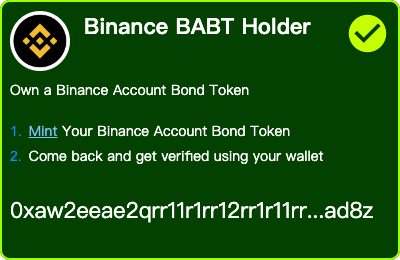 Binance BABT Holder
Own a Binance Account Bond Token
1. Mint Your Binance Account Bond Token
2. Come back and get verified using your wallet
0xaw2eeae2qrr11r1rr12rr1r11rr...ad8z